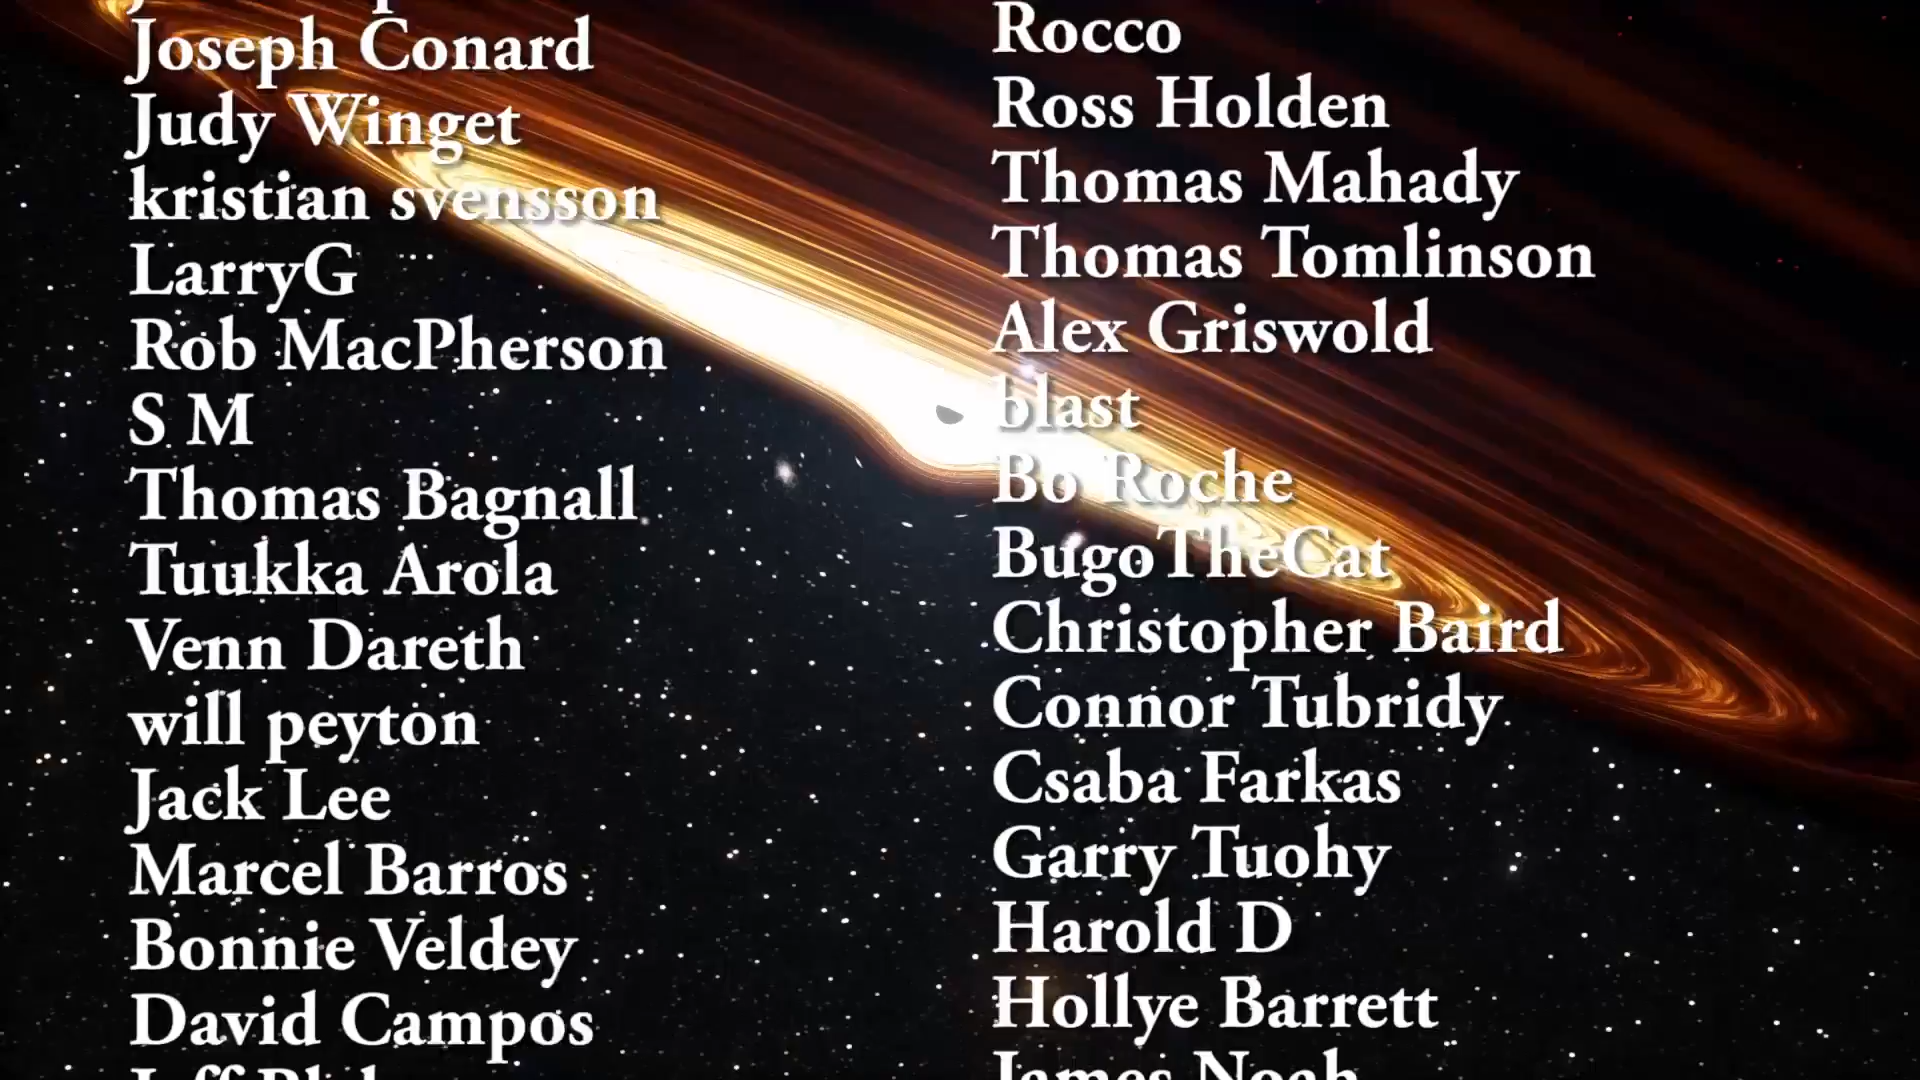 Joseph Conard
Judy Winget
kristian svensson
LarryG
Rob MacPherson
S M
Thomas Bagnall
Tuukka Arola
Venn Dareth
will peyton
Jack Lee
Marcel Barros
Bonnie Veldey
David Campos
Rocco
Ross Holden
Thomas Mahady
Thomas Tomlinson
Alex Griswold
blast
Bo Roche
BugoTheCat
Christopher Baird
Connor Tubridy
Csaba Farkas
Garry Tuohy
Harold D
Hollye Barrett
James Noah